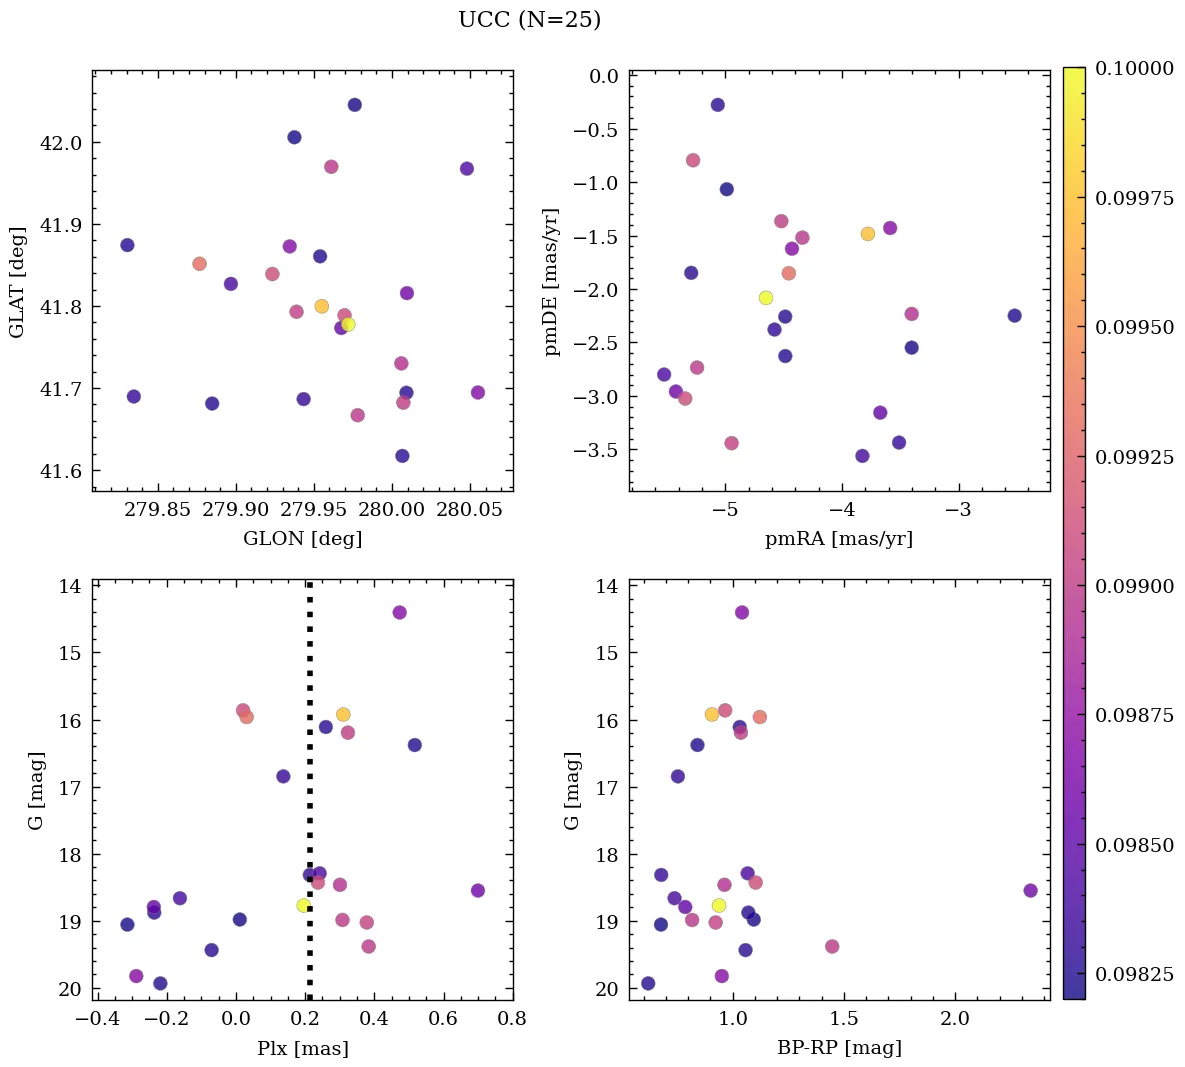 UCC (N=25)
42.0
41.9
41.8
41.7
41.6
GLAT [deg]
279.85 279.90 279.95 280.00 280.05
GLON [deg]
0.0
−0.5
−1.0
−1.5
−2.0
−2.5
−3.0
−3.5
pmDE [mas/yr]
−5 −4 −3
pmRA [mas/yr]
14
15
16
17
18
19
20
G [mag]
−0.4 −0.2 0.0 0.2 0.4 0.6 0.8
Plx [mas]
14
15
16
17
18
19
20
G [mag]
1.0 1.5 2.0
BP-RP [mag]
0.10000
0.09975
0.09950
0.09925
0.09900
0.09875
0.09850
0.09825